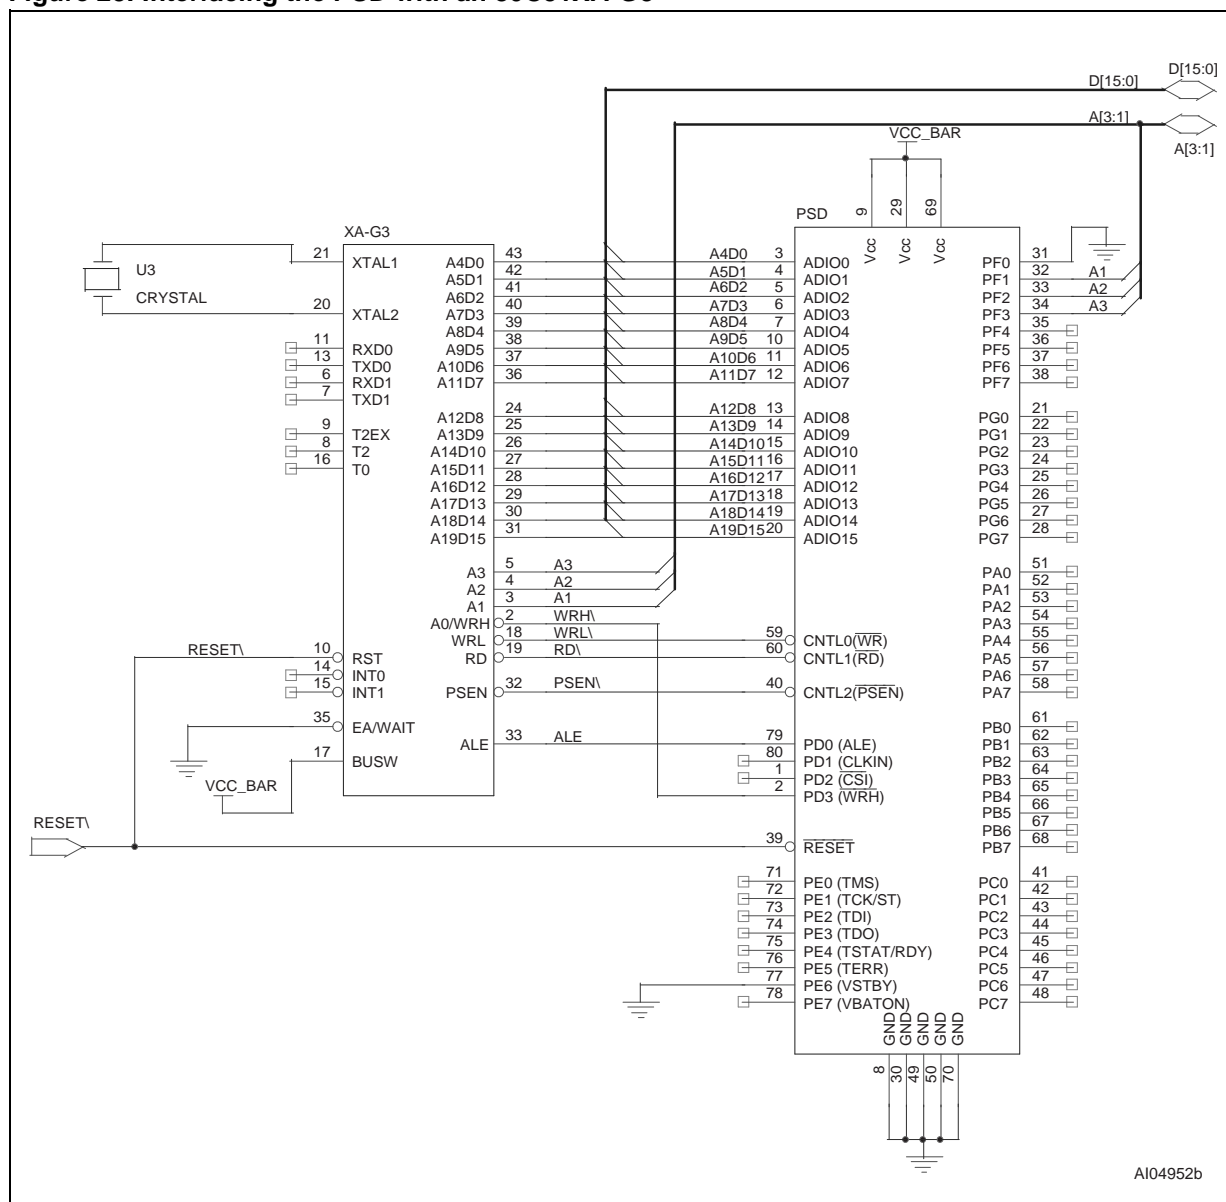 D[15:0]
D[15:0]
A[3:1]
A[3:1]
VCC_BAR
PSD
9
29
69
Vcc
Vcc
Vcc
XA-G3
U3
CRYSTAL
21 XTAL1
20 XTAL2
11 RXD0
13 TXD0
6 RXD1
7 TXD1
9 T2EX
8 T2
16 T0
A4D0 43
A5D1 42
A6D2 41
A7D3 40
A8D4 39
A9D5 38
A10D6 37
A11D7 36
A12D8 24
A13D9 25
A14D10 26
A15D11 27
A16D12 28
A17D13 29
A18D14 30
A19D15 31
A3 5 A3
A2 4 A2
A1 3 A1
A0/WRH 2 WRH\
WRL 18 WRL\
RD 19 RD\
PSEN 32 PSEN\
ALE 33 ALE
RESET\ 10 RST
14 INT0
15 INT1
35 EA/WAIT
17 BUSW
VCC_BAR
RESET\
A4D0 3 ADIO0
A5D1 4 ADIO1
A6D2 5 ADIO2
A7D3 6 ADIO3
A8D4 7 ADIO4
A9D5 10 ADIO5
A10D6 11 ADIO6
A11D7 12 ADIO7
A12D8 13 ADIO8
A13D9 14 ADIO9
A14D10 15 ADIO10
A15D11 16 ADIO11
A16D12 17 ADIO12
A17D13 18 ADIO13
A18D14 19 ADIO14
A19D15 20 ADIO15
59 CNTL0(WR)
60 CNTL1(RD)
40 CNTL2(PSEN)
79 PD0 (ALE)
80 PD1 (CLKIN)
1 PD2 (CSI)
2 PD3 (WRH)
39 RESET
71 PE0 (TMS)
72 PE1 (TCK/ST)
73 PE2 (TDI)
74 PE3 (TDO)
75 PE4 (TSTAT/RDY)
76 PE5 (TERR)
77 PE6 (VSTBY)
78 PE7 (VBATON)
PF0 31
PF1 32 A1
PF2 33 A2
PF3 34 A3
PF4 35
PF5 36
PF6 37
PF7 38
PG0 21
PG1 22
PG2 23
PG3 24
PG4 25
PG5 26
PG6 27
PG7 28
PA0 51
PA1 52
PA2 53
PA3 54
PA4 55
PA5 56
PA6 57
PA7 58
PB0 61
PB1 62
PB2 63
PB3 64
PB4 65
PB5 66
PB6 67
PB7 68
PC0 41
PC1 42
PC2 43
PC3 44
PC4 45
PC5 46
PC6 47
PC7 48
GND
GND
GND
GND
GND
8
30
49
50
70
AI04952b